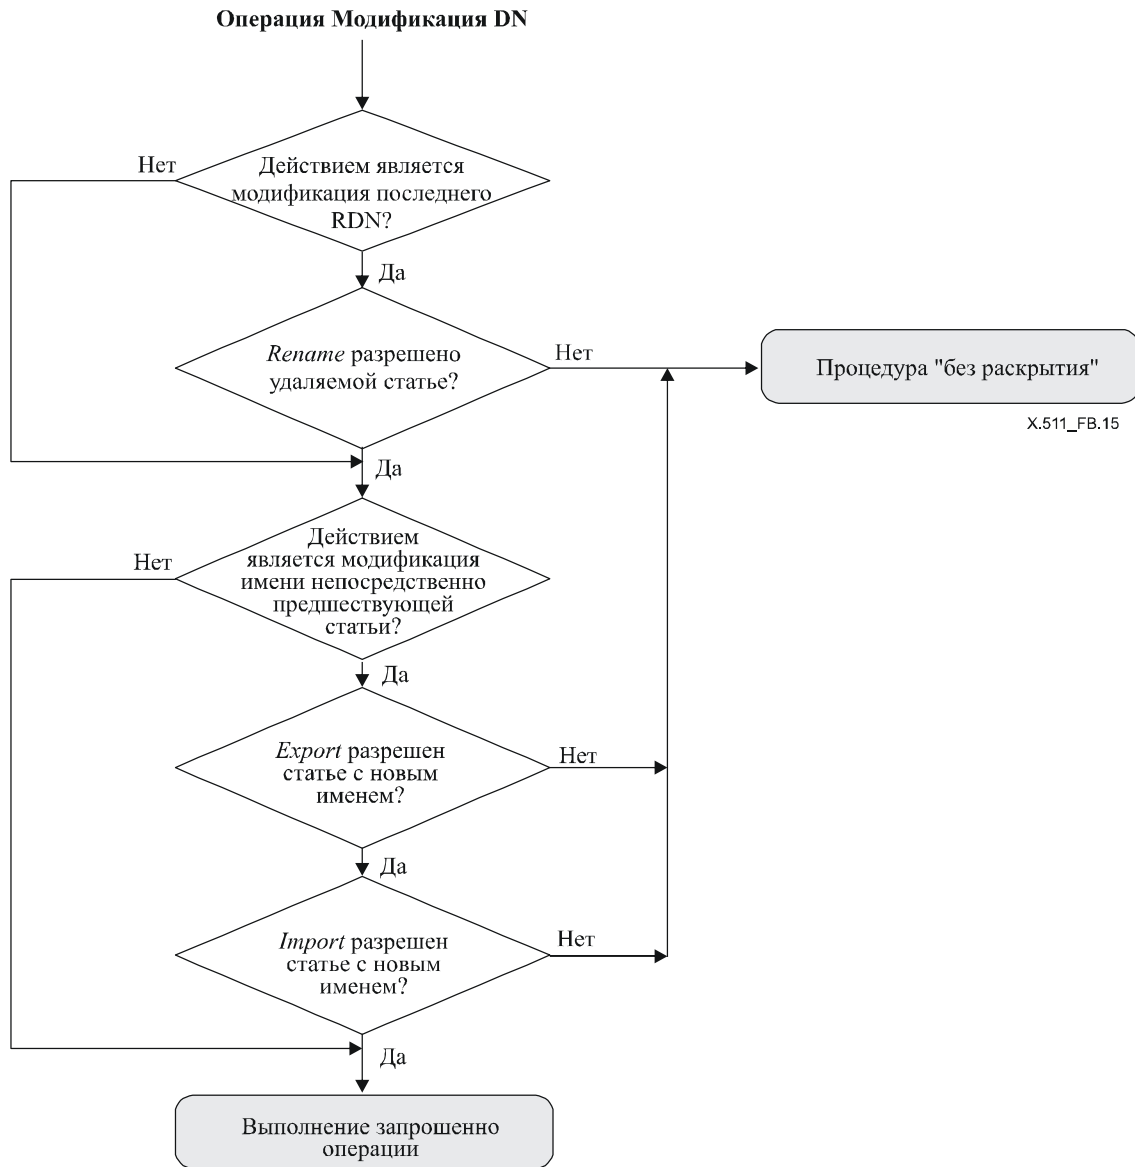 Операция Модификация DN
Нет
Действием является
модификация последнего
RDN?
Да
Rename разрешено
удаляемой статье?
Нет
Процедура "без раскрытия"
X.511_FB.15
Да
Нет
Действием
является модификация
имени непосредственно
предшествующей
статьи?
Да
Export разрешен
статье с новым
именем?
Нет
Да
Import разрешен
статье с новым
именем?
Нет
Да
Выполнение запрошенно
операции